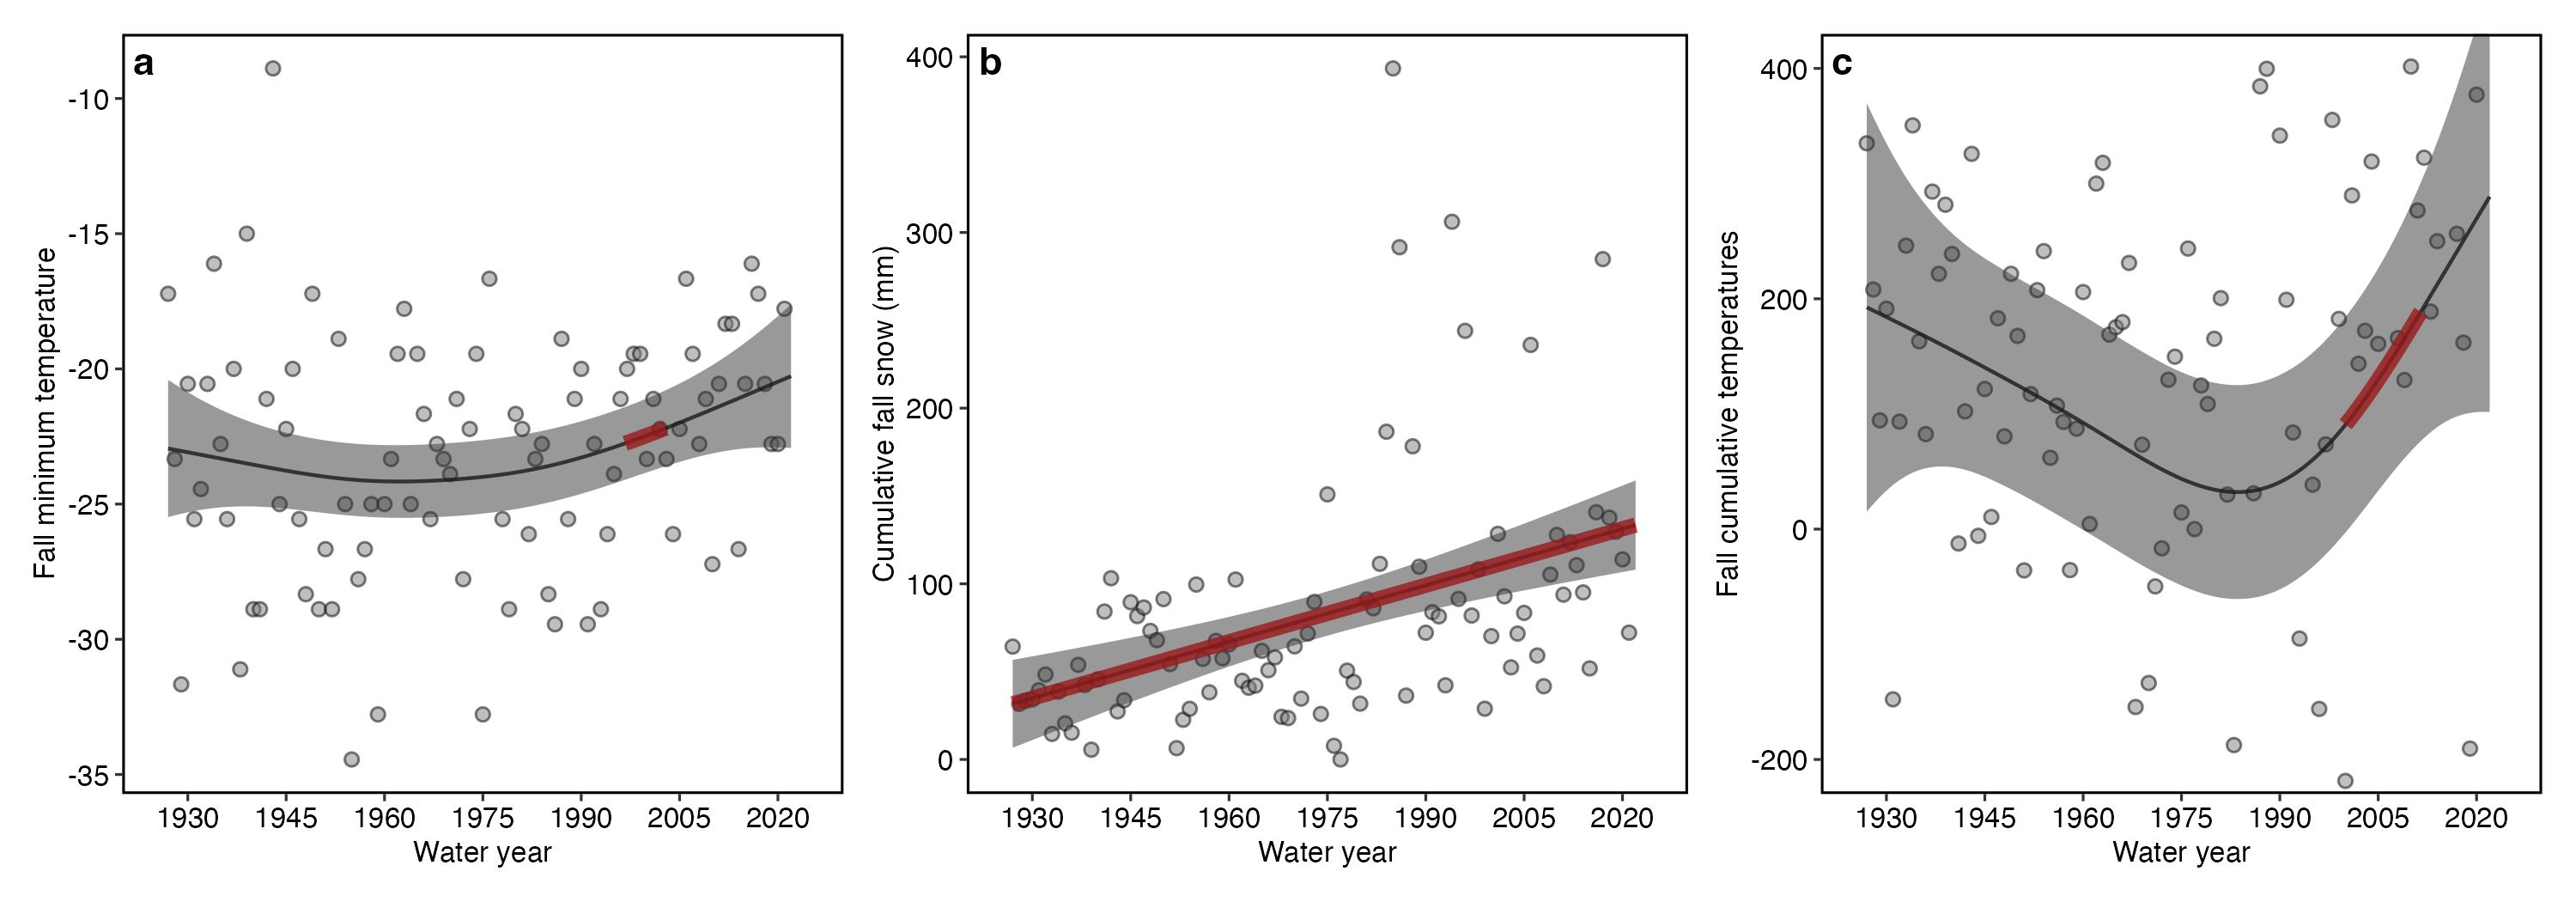 a
Fall minimum temperature
-10
-15
-20
-25
-30
-35
1930 1945 1960 1975 1990 2005 2020
Water year
b
Cumulative fall snow (mm)
400
300
200
100
0
1930 1945 1960 1975 1990 2005 2020
Water year
c
Fall cumulative temperatures
400
200
0
-200
1930 1945 1960 1975 1990 2005 2020
Water year